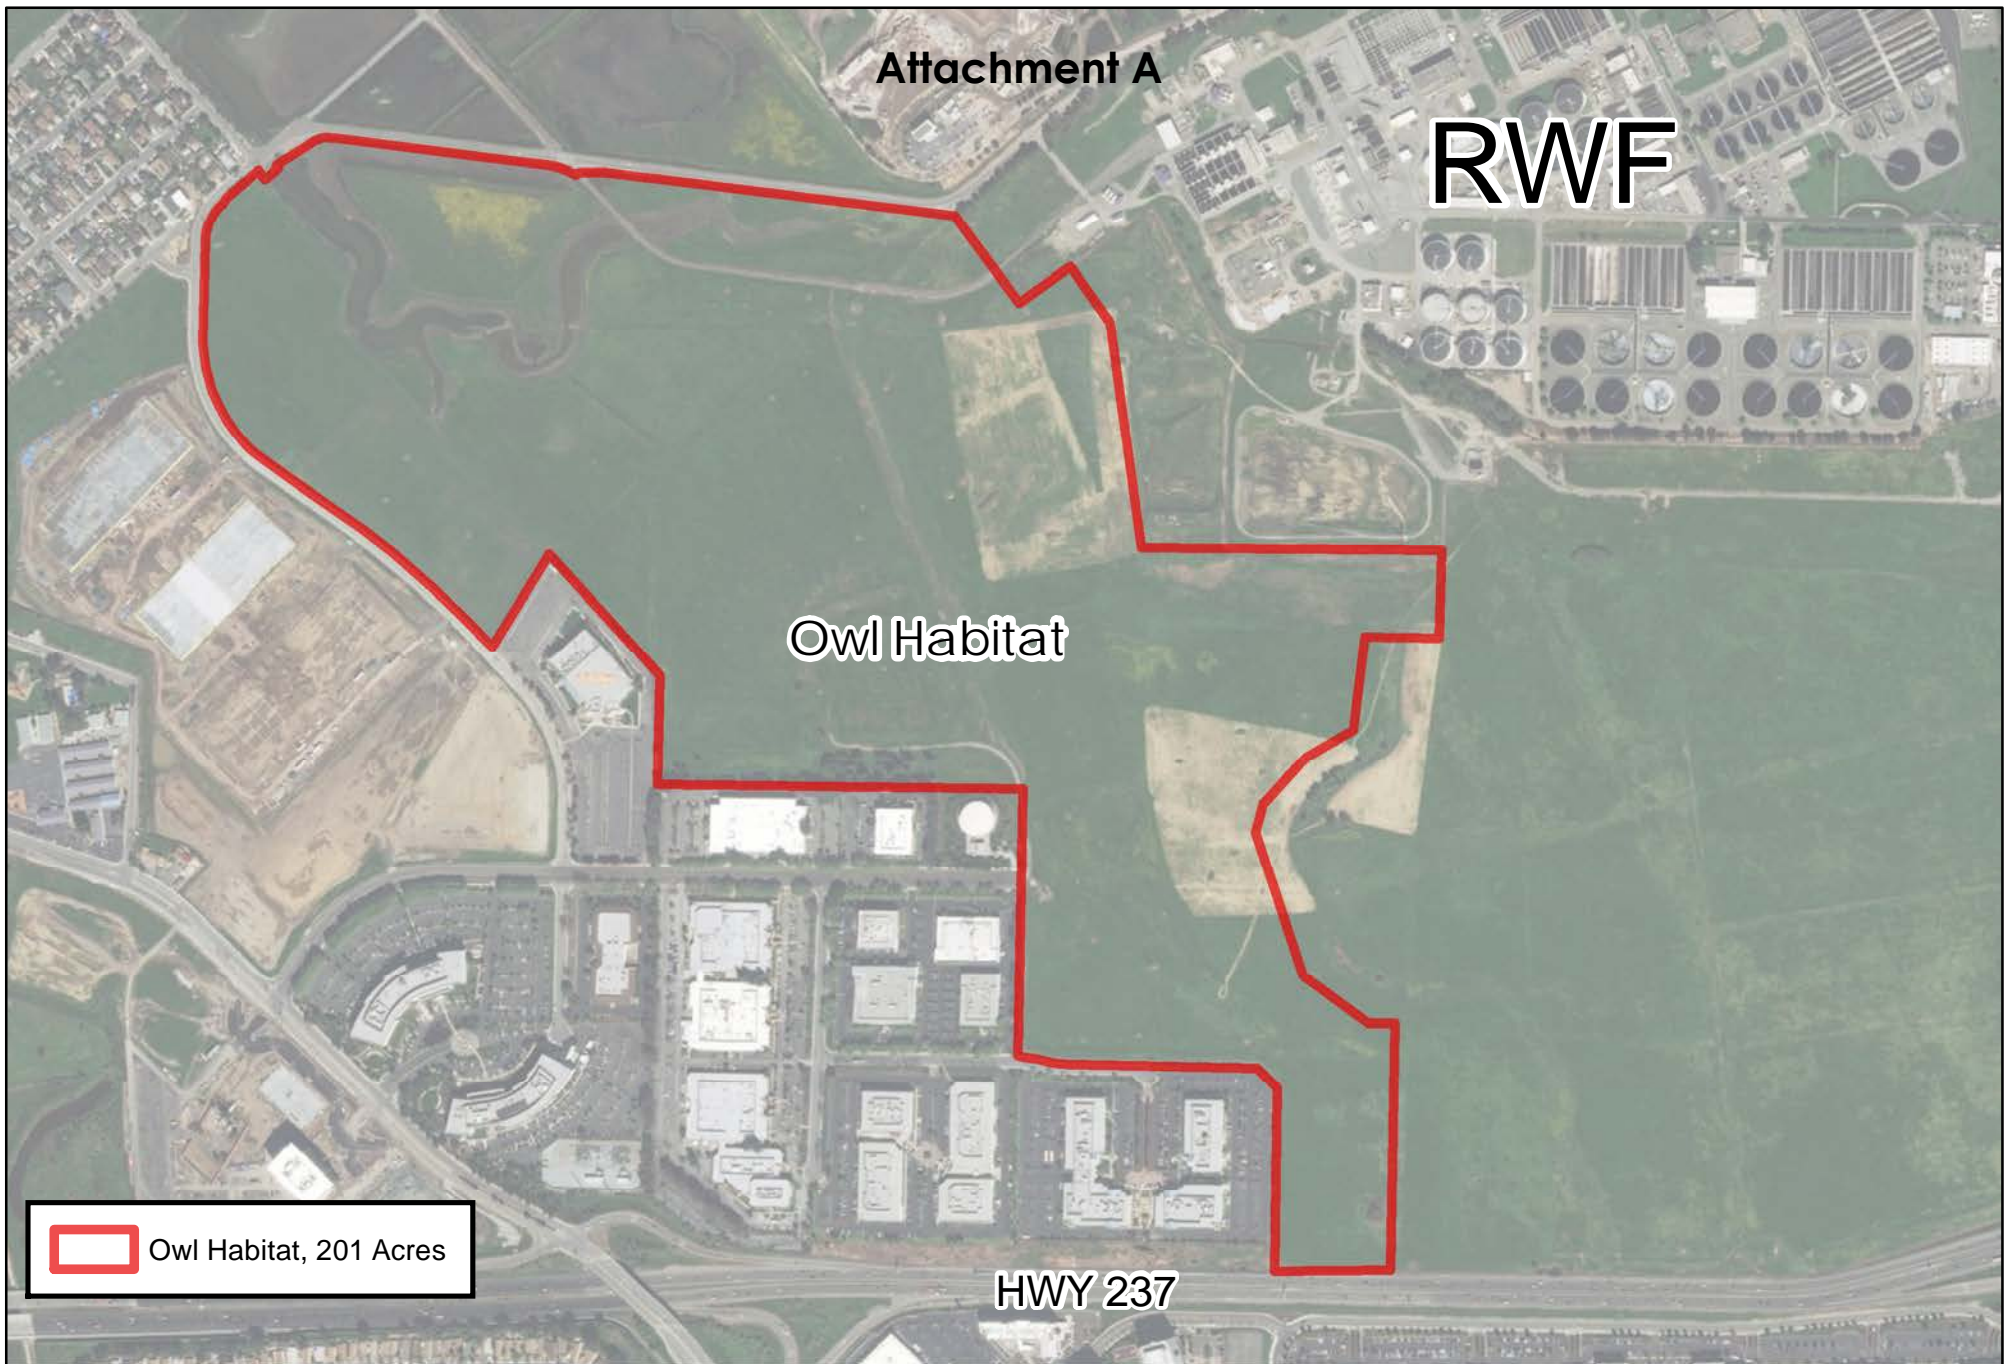 Attachment A
RWF
Owl Habitat
Owl Habitat, 201 Acres
HWY 237